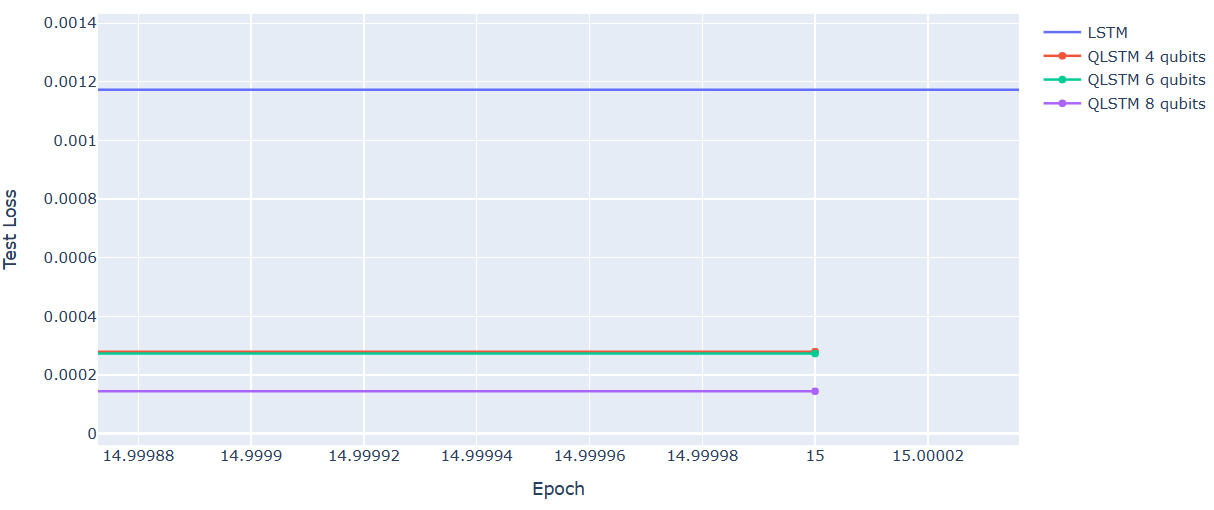 0.0014
0.0012
0.001
0.0008
0.0006
0.0004
0.0002
0
Test Loss
14.99988
14.9999
14.99992
14.99994
14.99996
14.99998
15
15.00002
Epoch
LSTM
QLSTM 4 qubits
QLSTM 6 qubits
QLSTM 8 qubits